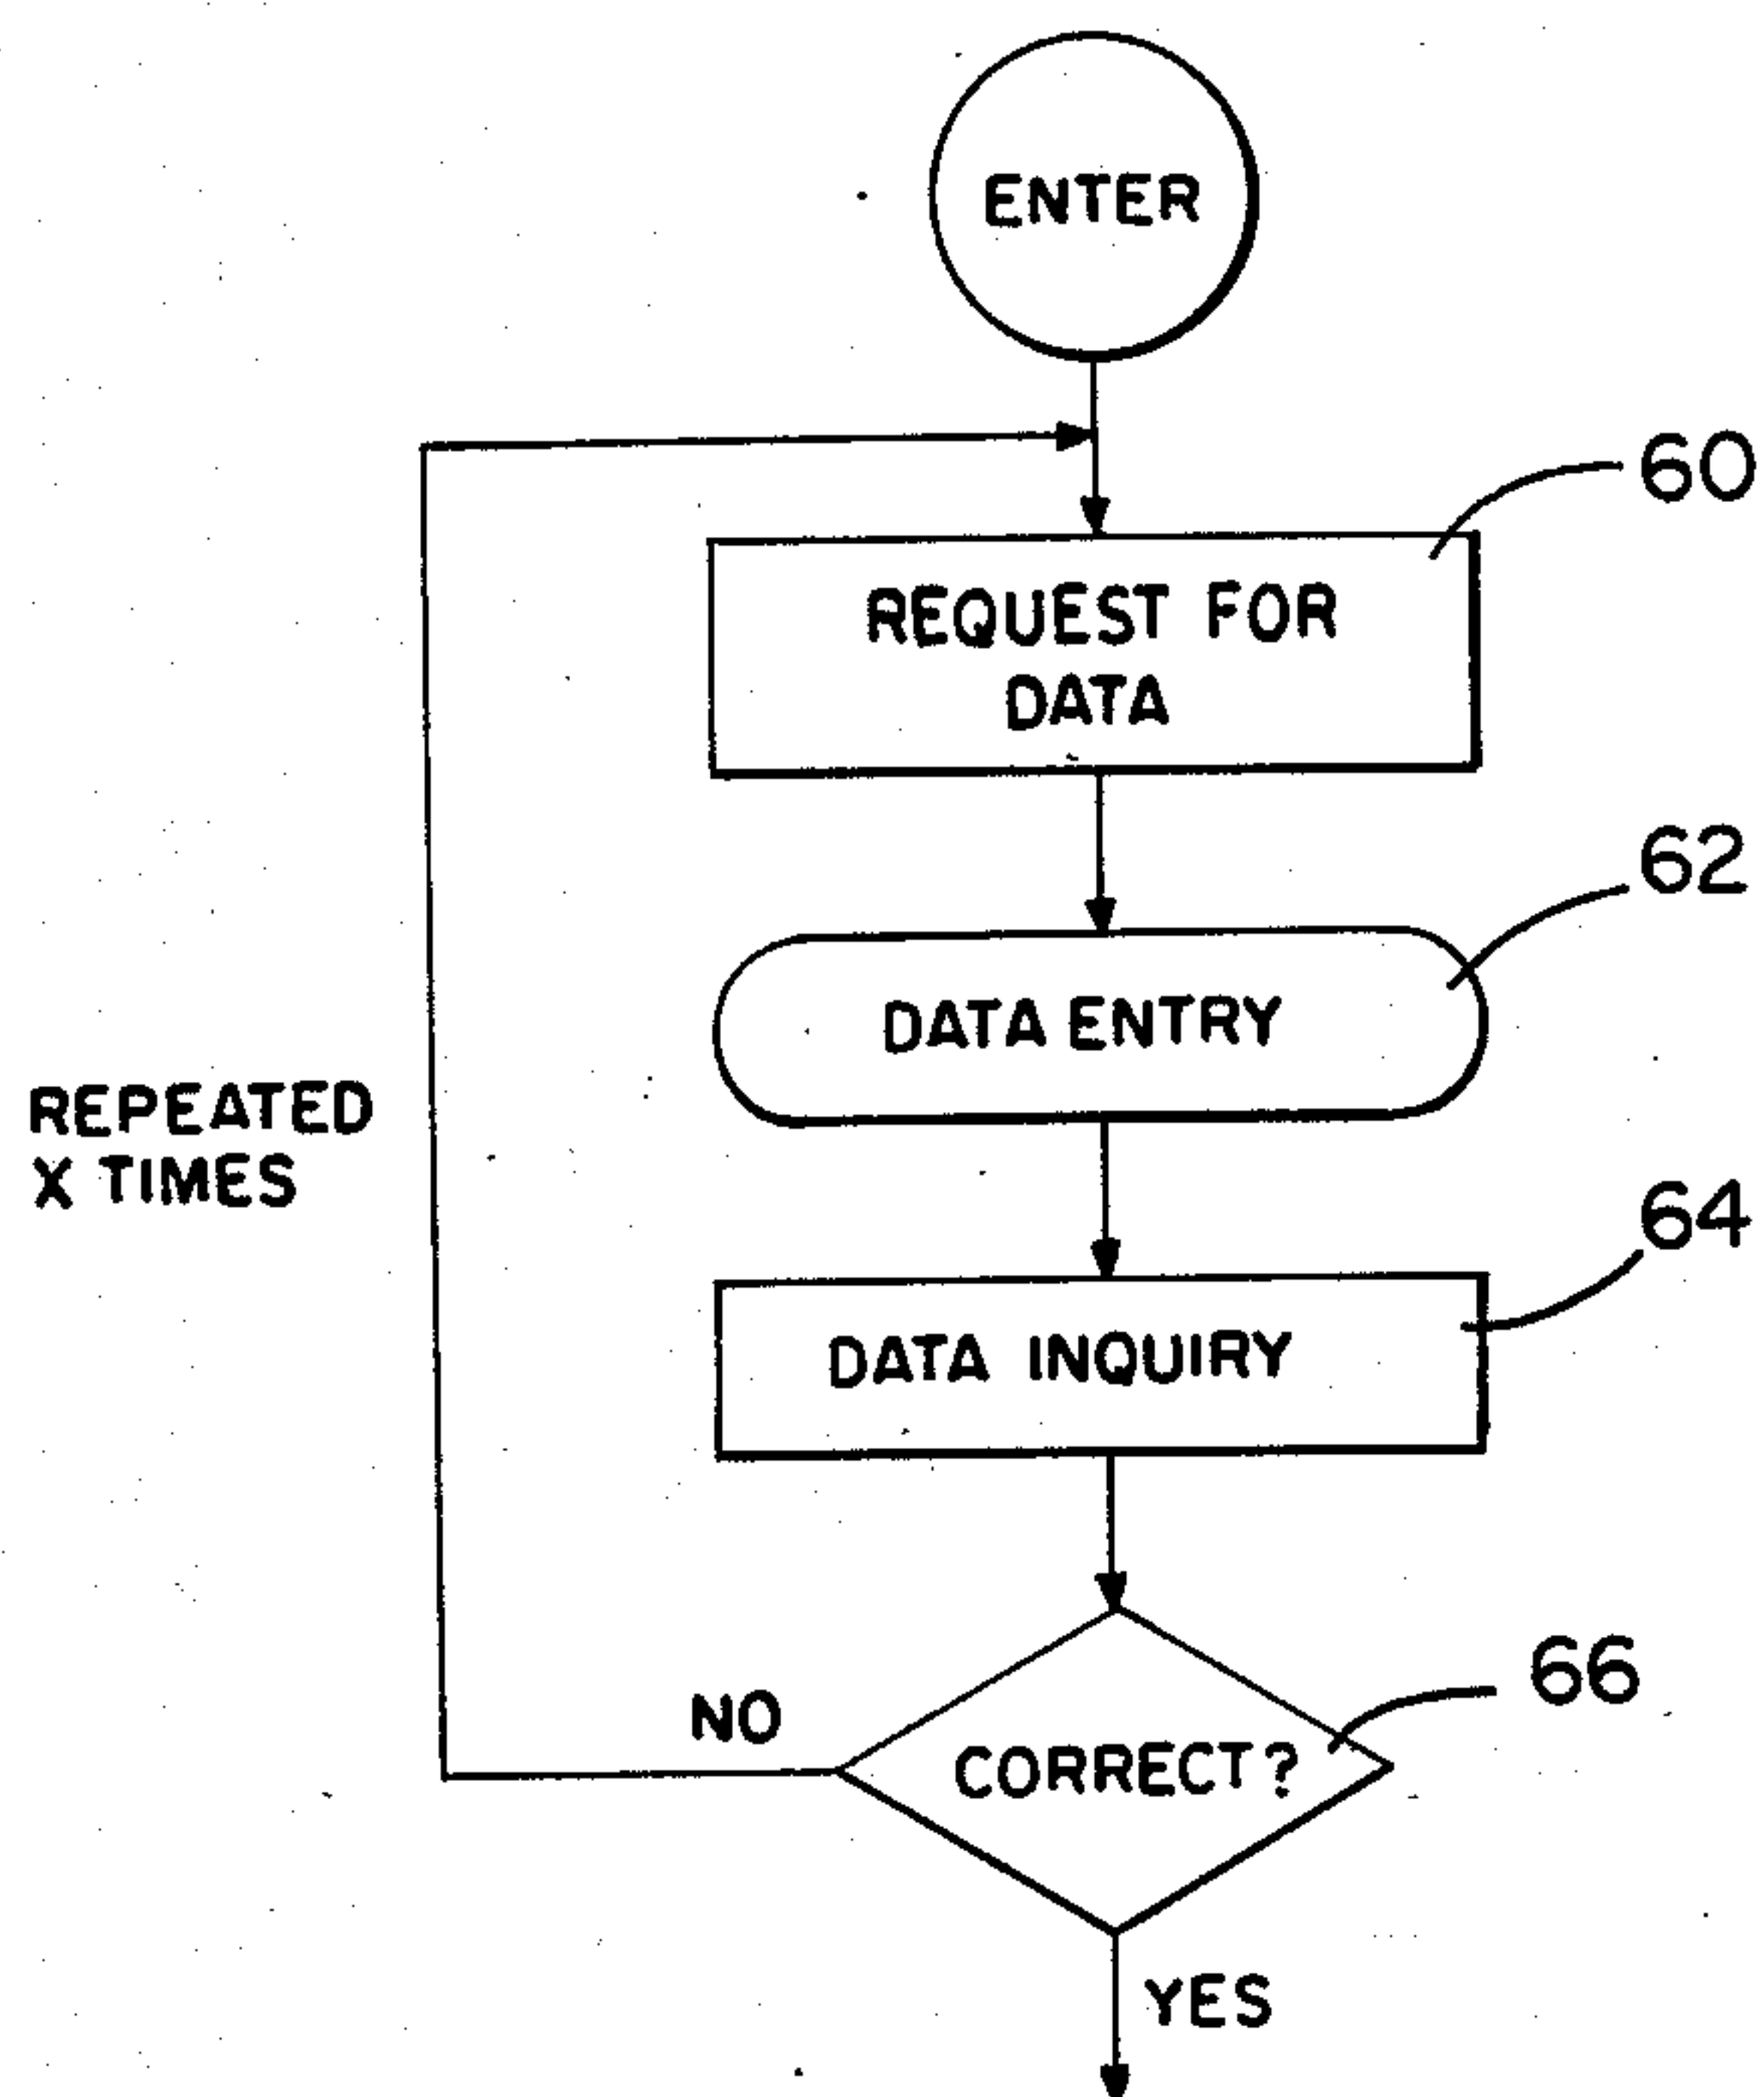 ENTER
60
REQUEST FOR
DATA
62
DATA ENTRY
REPEATED
X TIMES
64
DATA INQUIRY
66
NO
CORRECT?
YES